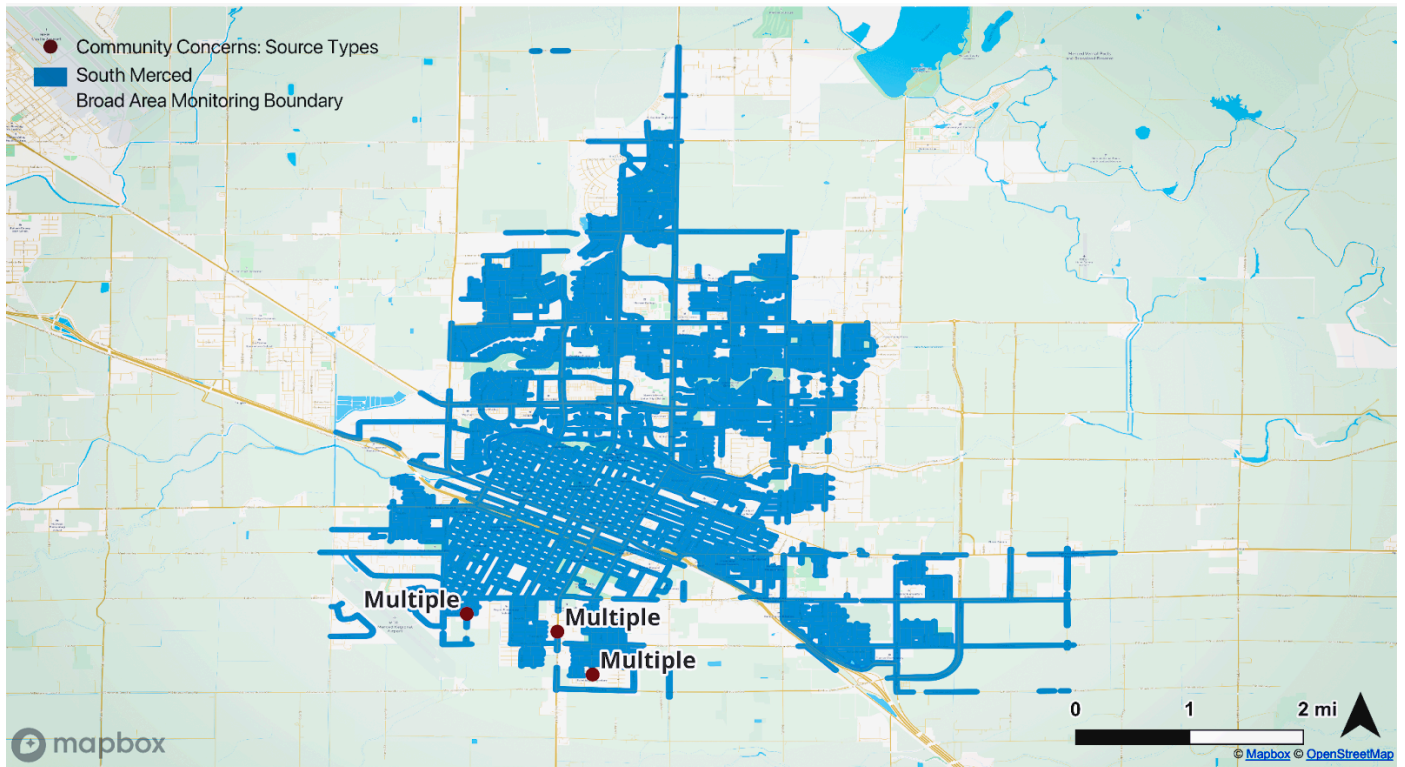 Community Concerns: Source Types
South Merced
Broad Area Monitoring Boundary
Multiple
Multiple
Multiple
0 1 2 mi
mapbox
© Mapbox © OpenStreetMap